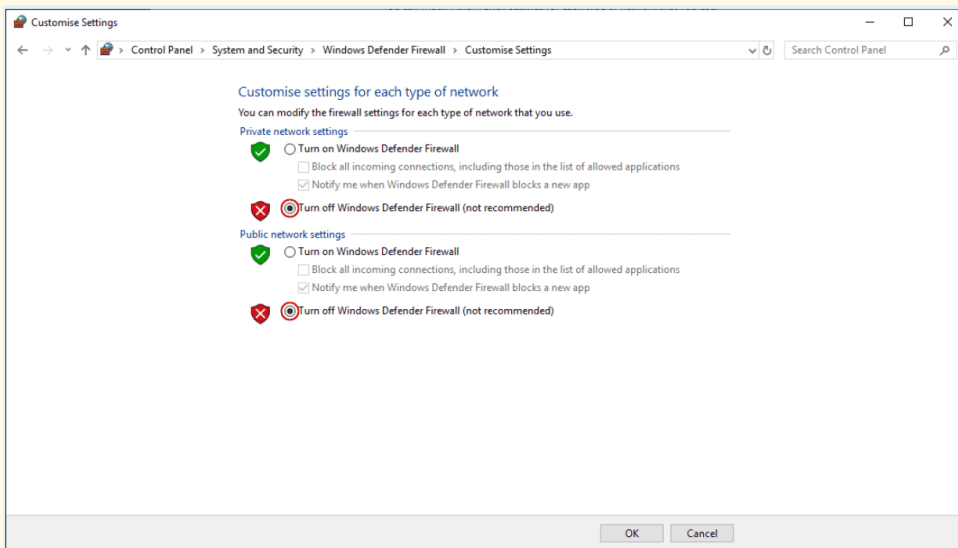 Customise Settings
Control Panel > System and Security > Windows Defender Firewall > Customise Settings
Search Control Panel
Customise settings for each type of network
You can modify the firewall settings for each type of network that you use.
Private network settings
Turn on Windows Defender Firewall
Block all incoming connections, including those in the list of allowed applications
Notify me when Windows Defender Firewall blocks a new app
Turn off Windows Defender Firewall (not recommended)
Public network settings
Turn on Windows Defender Firewall
Block all incoming connections, including those in the list of allowed applications
Notify me when Windows Defender Firewall blocks a new app
Turn off Windows Defender Firewall (not recommended)
OK
Cancel